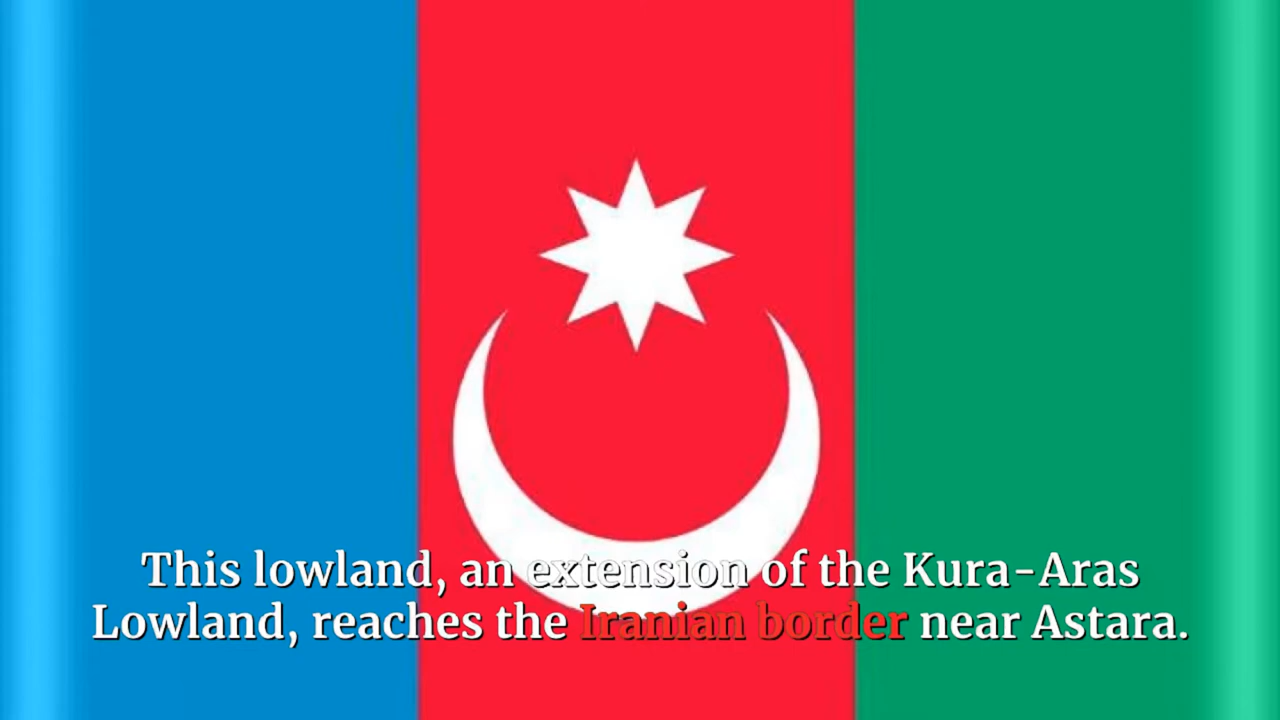 This lowland, an extension of the Kura-Aras
Lowland, reaches the Iranian border near Astara.